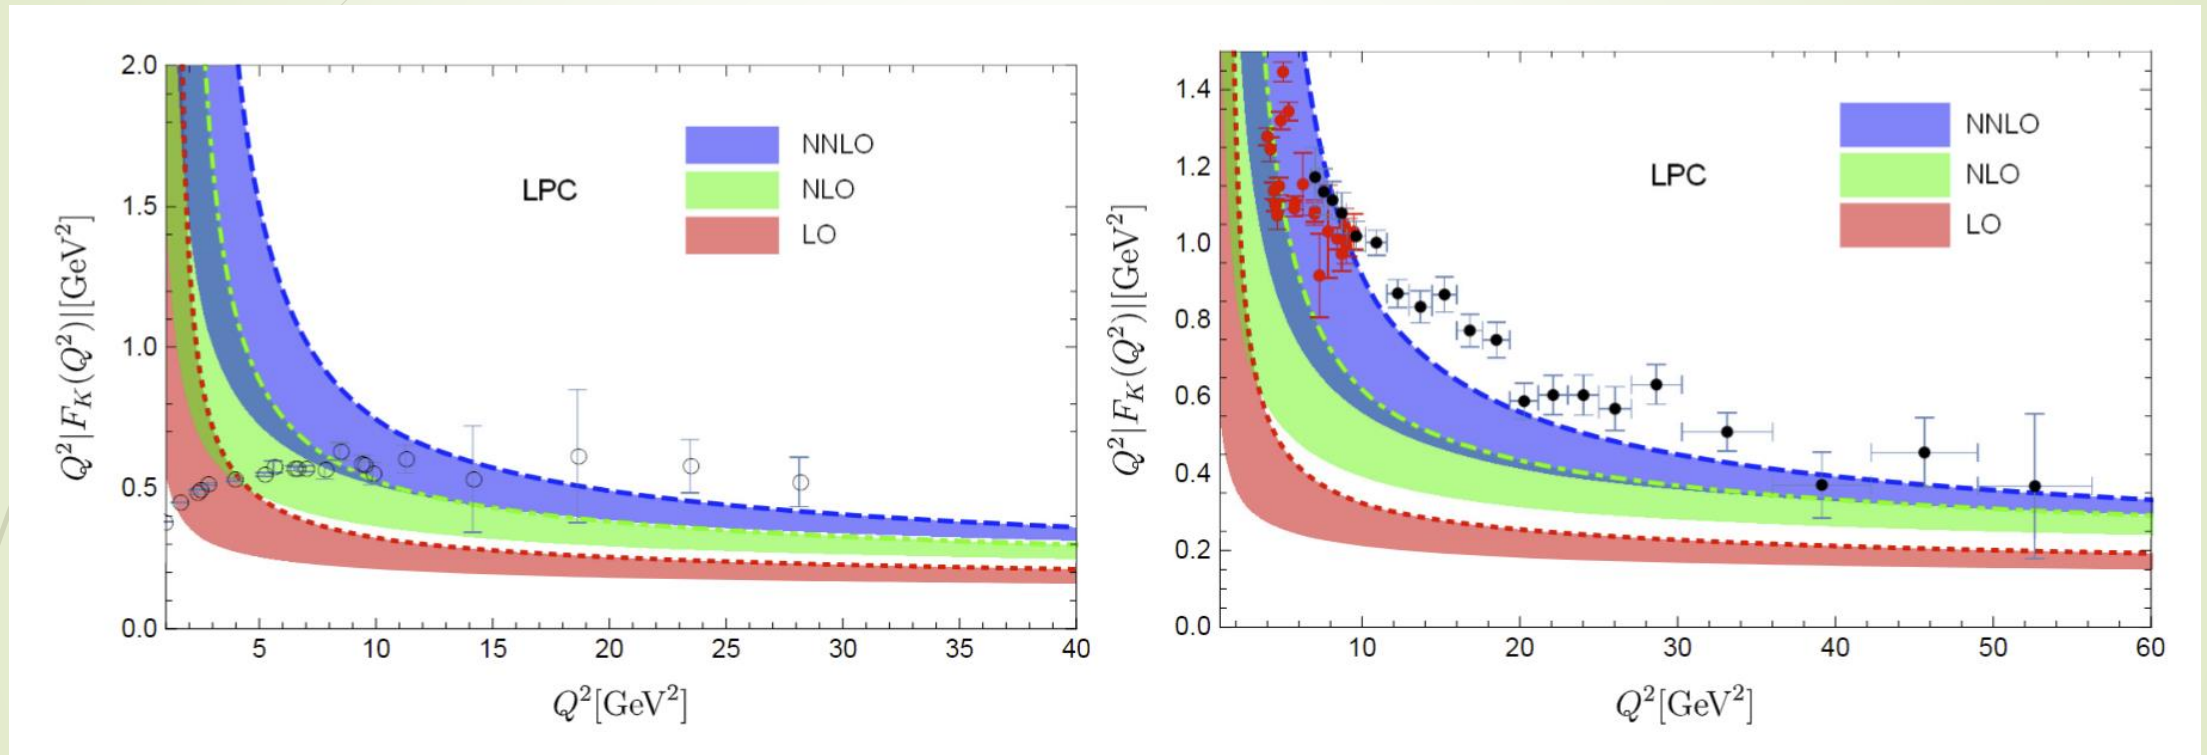 2.0
1.5
1.0
0.5
0.0
5 10 15 20 25 30 35 40
Q²|F_K(Q²)|[GeV²]
Q²[GeV²]
LPC
NNLO
NLO
LO
1.4
1.2
1.0
0.8
0.6
0.4
0.2
0.0
10 20 30 40 50 60
Q²|F_K(Q²)|[GeV²]
Q²[GeV²]
LPC
NNLO
NLO
LO